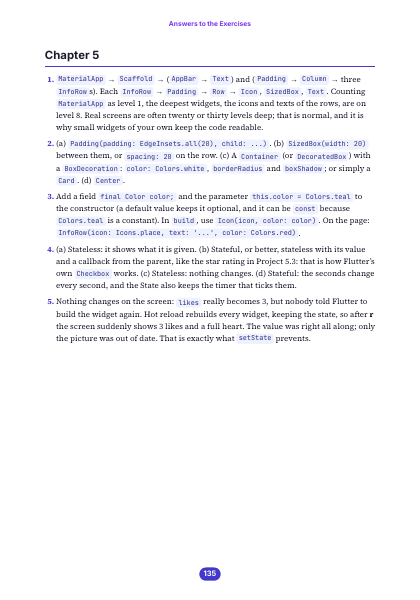 Answers to the Exercises
Chapter 5
1. MaterialApp → Scaffold → ( AppBar → Text ) and ( Padding → Column → three
InfoRow s). Each InfoRow → Padding → Row → Icon , SizedBox , Text . Counting
MaterialApp as level 1, the deepest widgets, the icons and texts of the rows, are on
level 8. Real screens are often twenty or thirty levels deep; that is normal, and it is
why small widgets of your own keep the code readable.
2. (a) Padding(padding: EdgeInsets.all(20), child: ...) . (b) SizedBox(width: 20)
between them, or spacing: 20 on the row. (c) A Container (or DecoratedBox ) with
a BoxDecoration : color: Colors.white , borderRadius and boxShadow ; or simply a
Card . (d) Center .
3. Add a field final Color color; and the parameter this.color = Colors.teal to
the constructor (a default value keeps it optional, and it can be const because
Colors.teal is a constant). In build , use Icon(icon, color: color) . On the page:
InfoRow(icon: Icons.place, text: '...', color: Colors.red) .
4. (a) Stateless: it shows what it is given. (b) Stateful, or better, stateless with its value
and a callback from the parent, like the star rating in Project 5.3: that is how Flutter's
own Checkbox works. (c) Stateless: nothing changes. (d) Stateful: the seconds change
every second, and the State also keeps the timer that ticks them.
5. Nothing changes on the screen: likes really becomes 3, but nobody told Flutter to
build the widget again. Hot reload rebuilds every widget, keeping the state, so after r
the screen suddenly shows 3 likes and a full heart. The value was right all along; only
the picture was out of date. That is exactly what setState prevents.
135